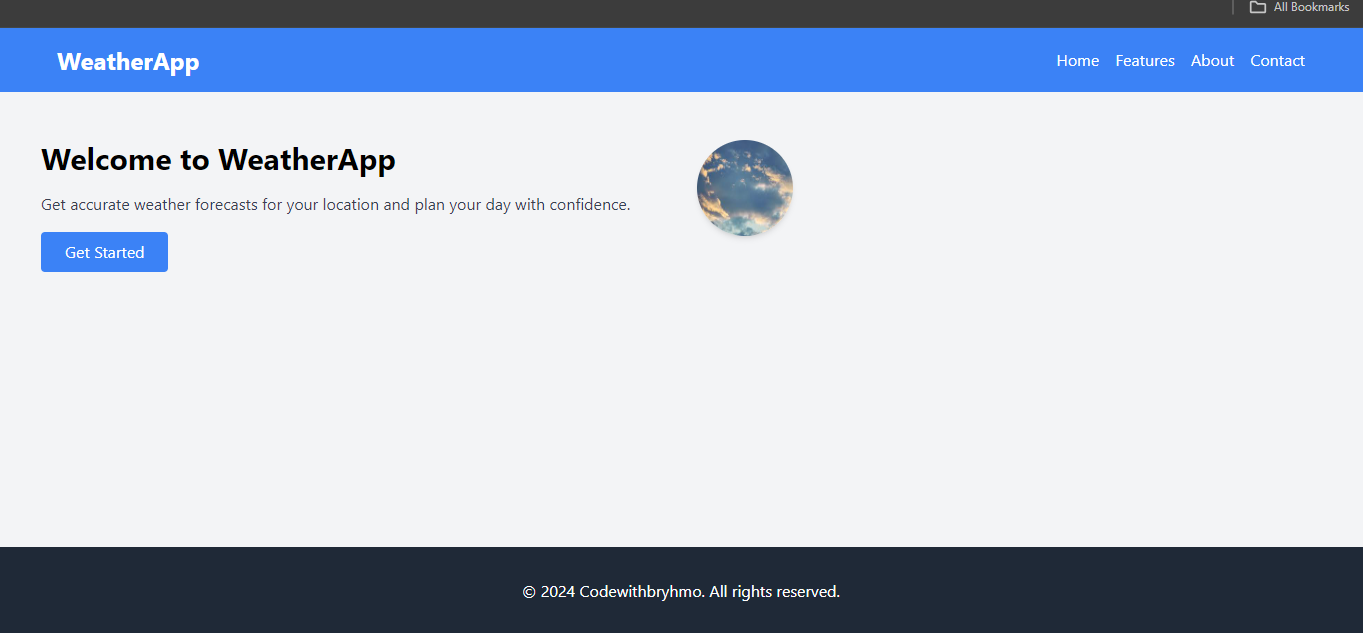 All Bookmarks
WeatherApp
Home Features About Contact
Welcome to WeatherApp
Get accurate weather forecasts for your location and plan your day with confidence.
Get Started
© 2024 Codewithbryhmo. All rights reserved.